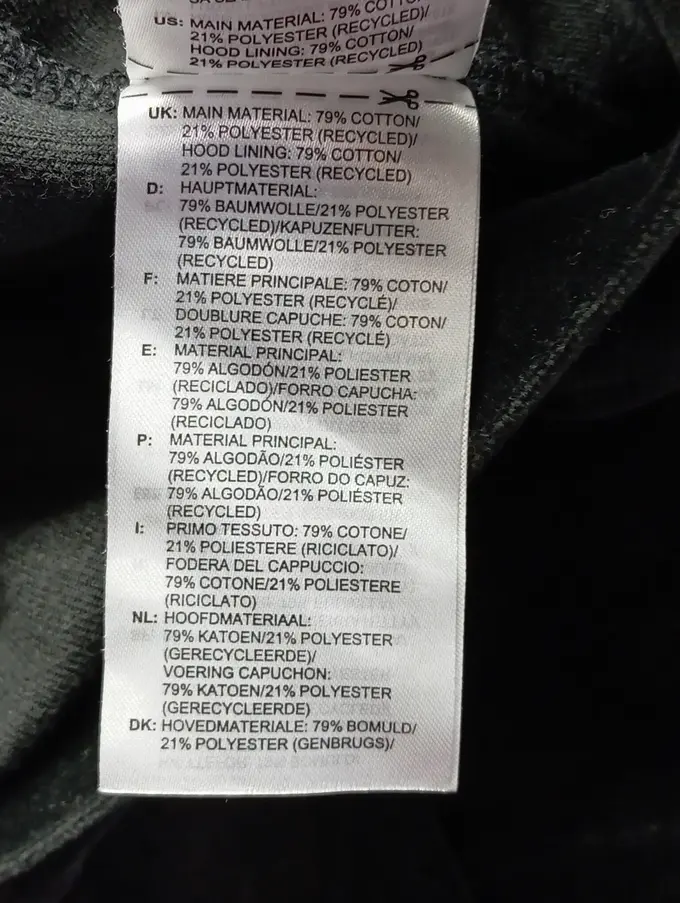 US: MAIN MATERIAL: 79% COTTON/
21% POLYESTER (RECYCLED)/
HOOD LINING: 79% COTTON/
21% POLYESTER (RECYCLED)
UK: MAIN MATERIAL: 79% COTTON/
21% POLYESTER (RECYCLED)/
HOOD LINING: 79% COTTON/
21% POLYESTER (RECYCLED)
D: HAUPTMATERIAL:
79% BAUMWOLLE/21% POLYESTER
(RECYCLED)/KAPUZENFUTTER:
79% BAUMWOLLE/21% POLYESTER
(RECYCLED)
F: MATIERE PRINCIPALE: 79% COTON/
21% POLYESTER (RECYCLÉ)/
DOUBLURE CAPUCHE: 79% COTON/
21% POLYESTER (RECYCLÉ)
E: MATERIAL PRINCIPAL:
79% ALGODÓN/21% POLIESTER
(RECICLADO)/FORRO CAPUCHA:
79% ALGODÓN/21% POLIESTER
(RECICLADO)
P: MATERIAL PRINCIPAL:
79% ALGODÃO/21% POLIÉSTER
(RECYCLED)/FORRO DO CAPUZ:
79% ALGODÃO/21% POLIÉSTER
(RECYCLED)
I: PRIMO TESSUTO: 79% COTONE/
21% POLIESTERE (RICICLATO)/
FODERA DEL CAPPUCCIO:
79% COTONE/21% POLIESTERE
(RICICLATO)
NL: HOOFDMATERIAAL:
79% KATOEN/21% POLYESTER
(GERECYCLEERDE)/
VOERING CAPUCHON:
79% KATOEN/21% POLYESTER
(GERECYCLEERDE)
DK: HOVEDMATERIALE: 79% BOMULD/
21% POLYESTER (GENBRUGS)/